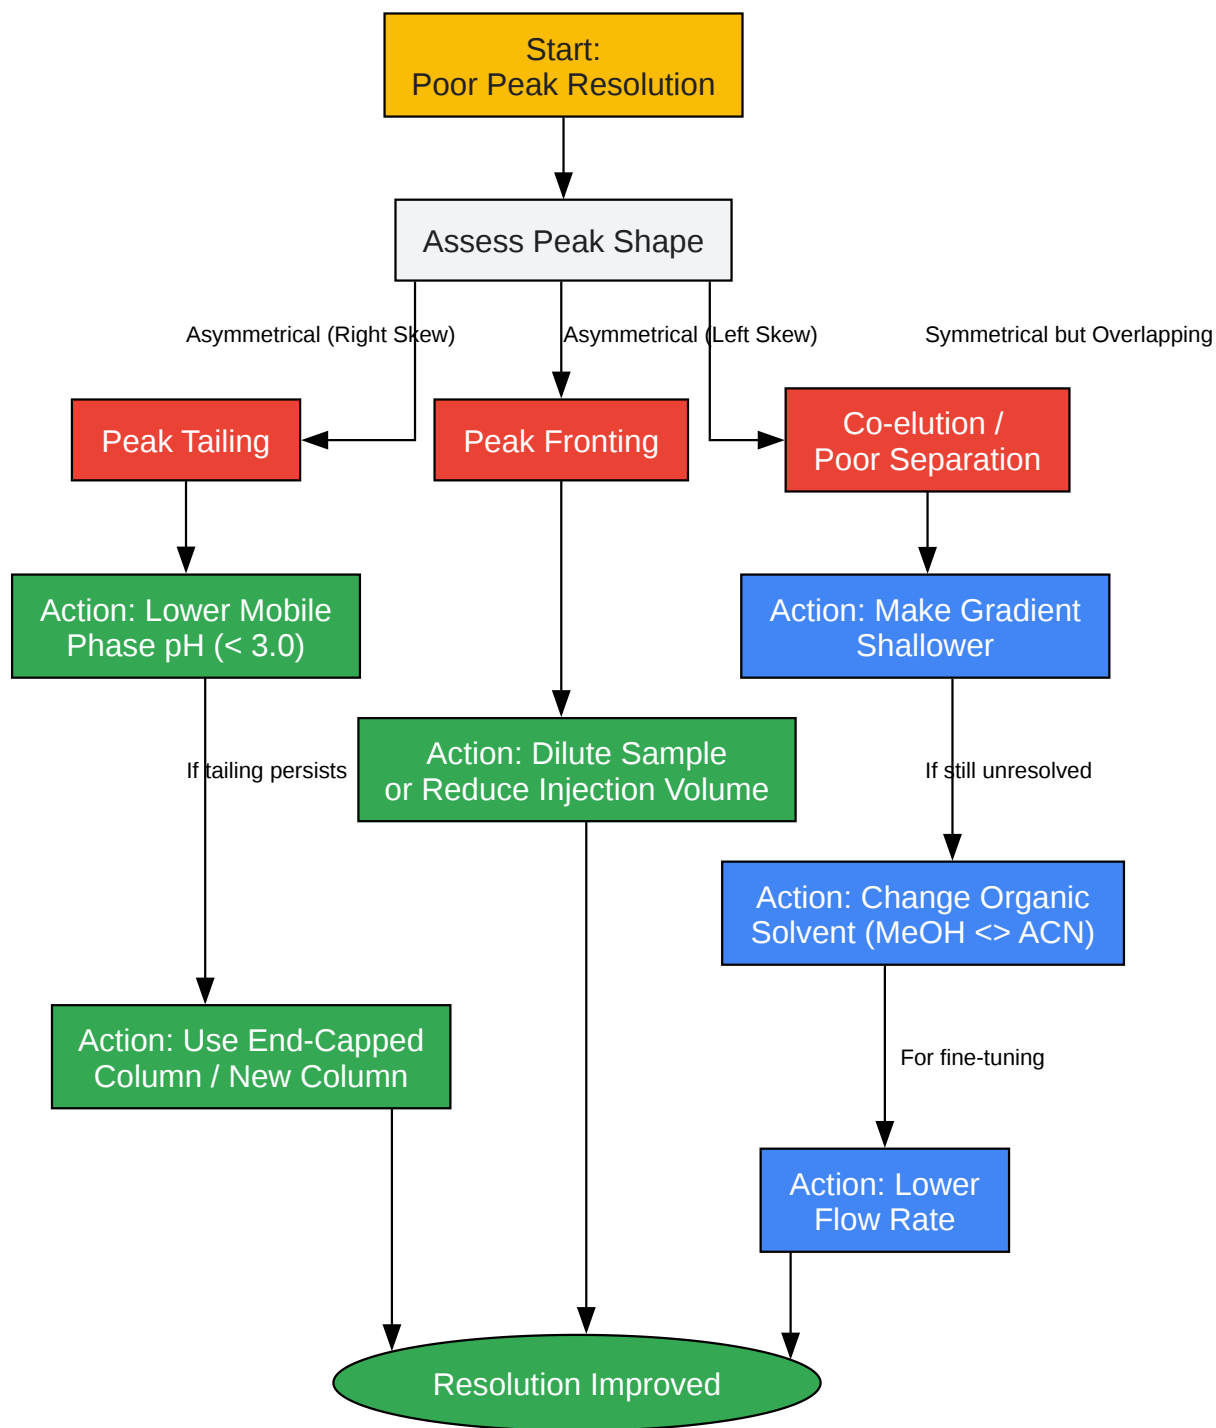 Start:
Poor Peak Resolution
Assess Peak Shape
Asymmetrical (Right Skew)
Asymmetrical (Left Skew)
Symmetrical but Overlapping
Peak Tailing
Peak Fronting
Co-elution /
Poor Separation
Action: Lower Mobile
Phase pH (< 3.0)
Action: Make Gradient
Shallower
If tailing persists
Action: Dilute Sample
or Reduce Injection Volume
If still unresolved
Action: Change Organic
Solvent (MeOH <> ACN)
Action: Use End-Capped
Column / New Column
For fine-tuning
Action: Lower
Flow Rate
Resolution Improved